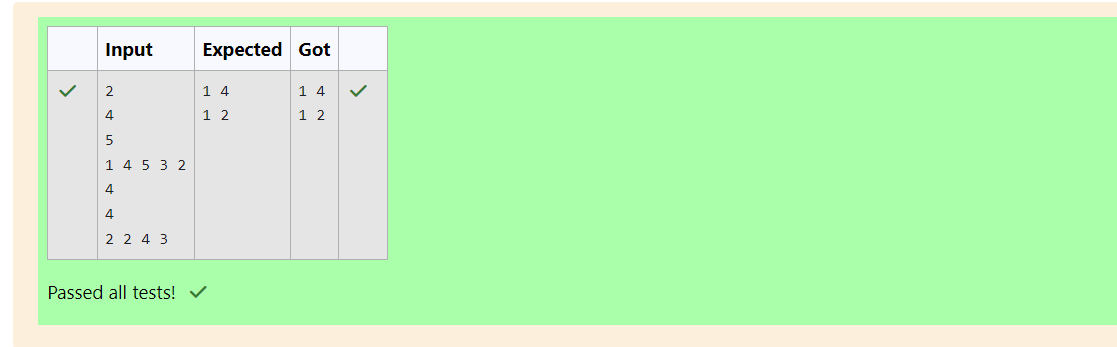 Input Expected Got
2 1 4 1 4
4 1 2 1 2
5
1 4 5 3 2
4
4
2 2 4 3
Passed all tests!